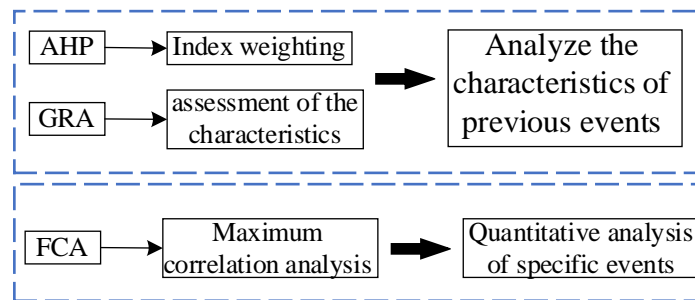 AHP
Index weighting
GRA
assessment of the
characteristics
Analyze the
characteristics of
previous events
FCA
Maximum
correlation analysis
Quantitative analysis
of specific events